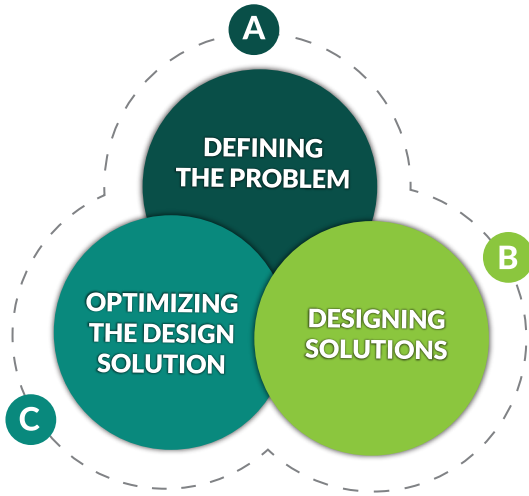 A
DEFINING
THE PROBLEM
B
DESIGNING
SOLUTIONS
OPTIMIZING
THE DESIGN
SOLUTION
C